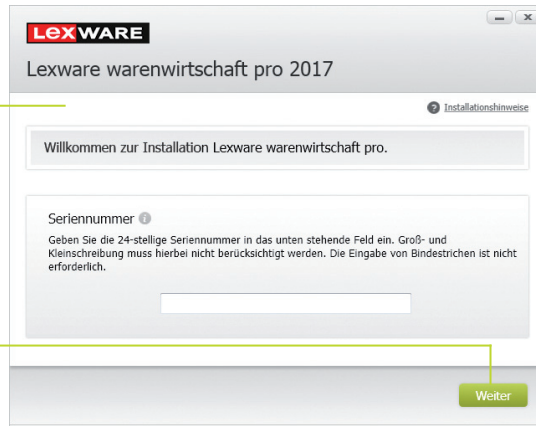 LexWARE
Lexware warenwirtschaft pro 2017
? Installationshinweise
Willkommen zur Installation Lexware warenwirtschaft pro.
Seriennummer i
Geben Sie die 24-stellige Seriennummer in das unten stehende Feld ein. Groß- und
Kleinschreibung muss hierbei nicht berücksichtigt werden. Die Eingabe von Bindestrichen ist nicht
erforderlich.
Weiter